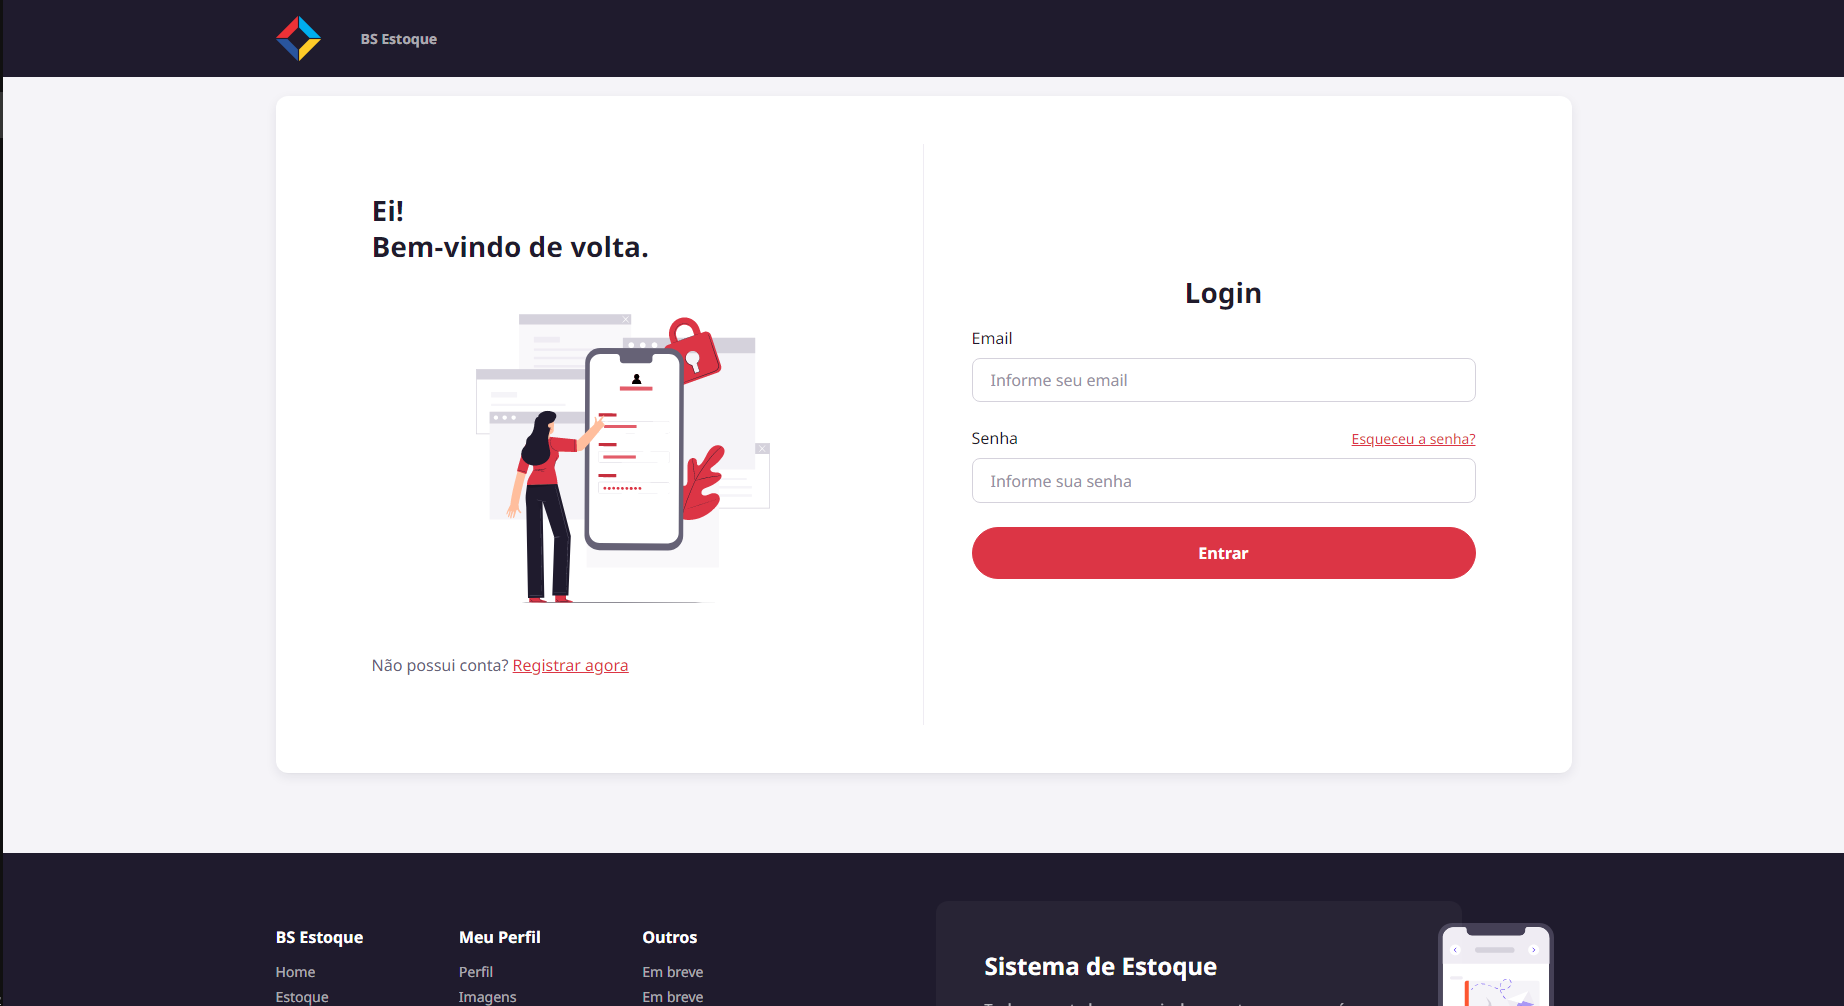 BS Estoque
Ei!
Bem-vindo de volta.
Não possui conta? Registrar agora
Login
Email
Informe seu email
Senha
Esqueceu a senha?
Informe sua senha
Entrar
BS Estoque
Home
Estoque
Meu Perfil
Perfil
Imagens
Outros
Em breve
Em breve
Sistema de Estoque